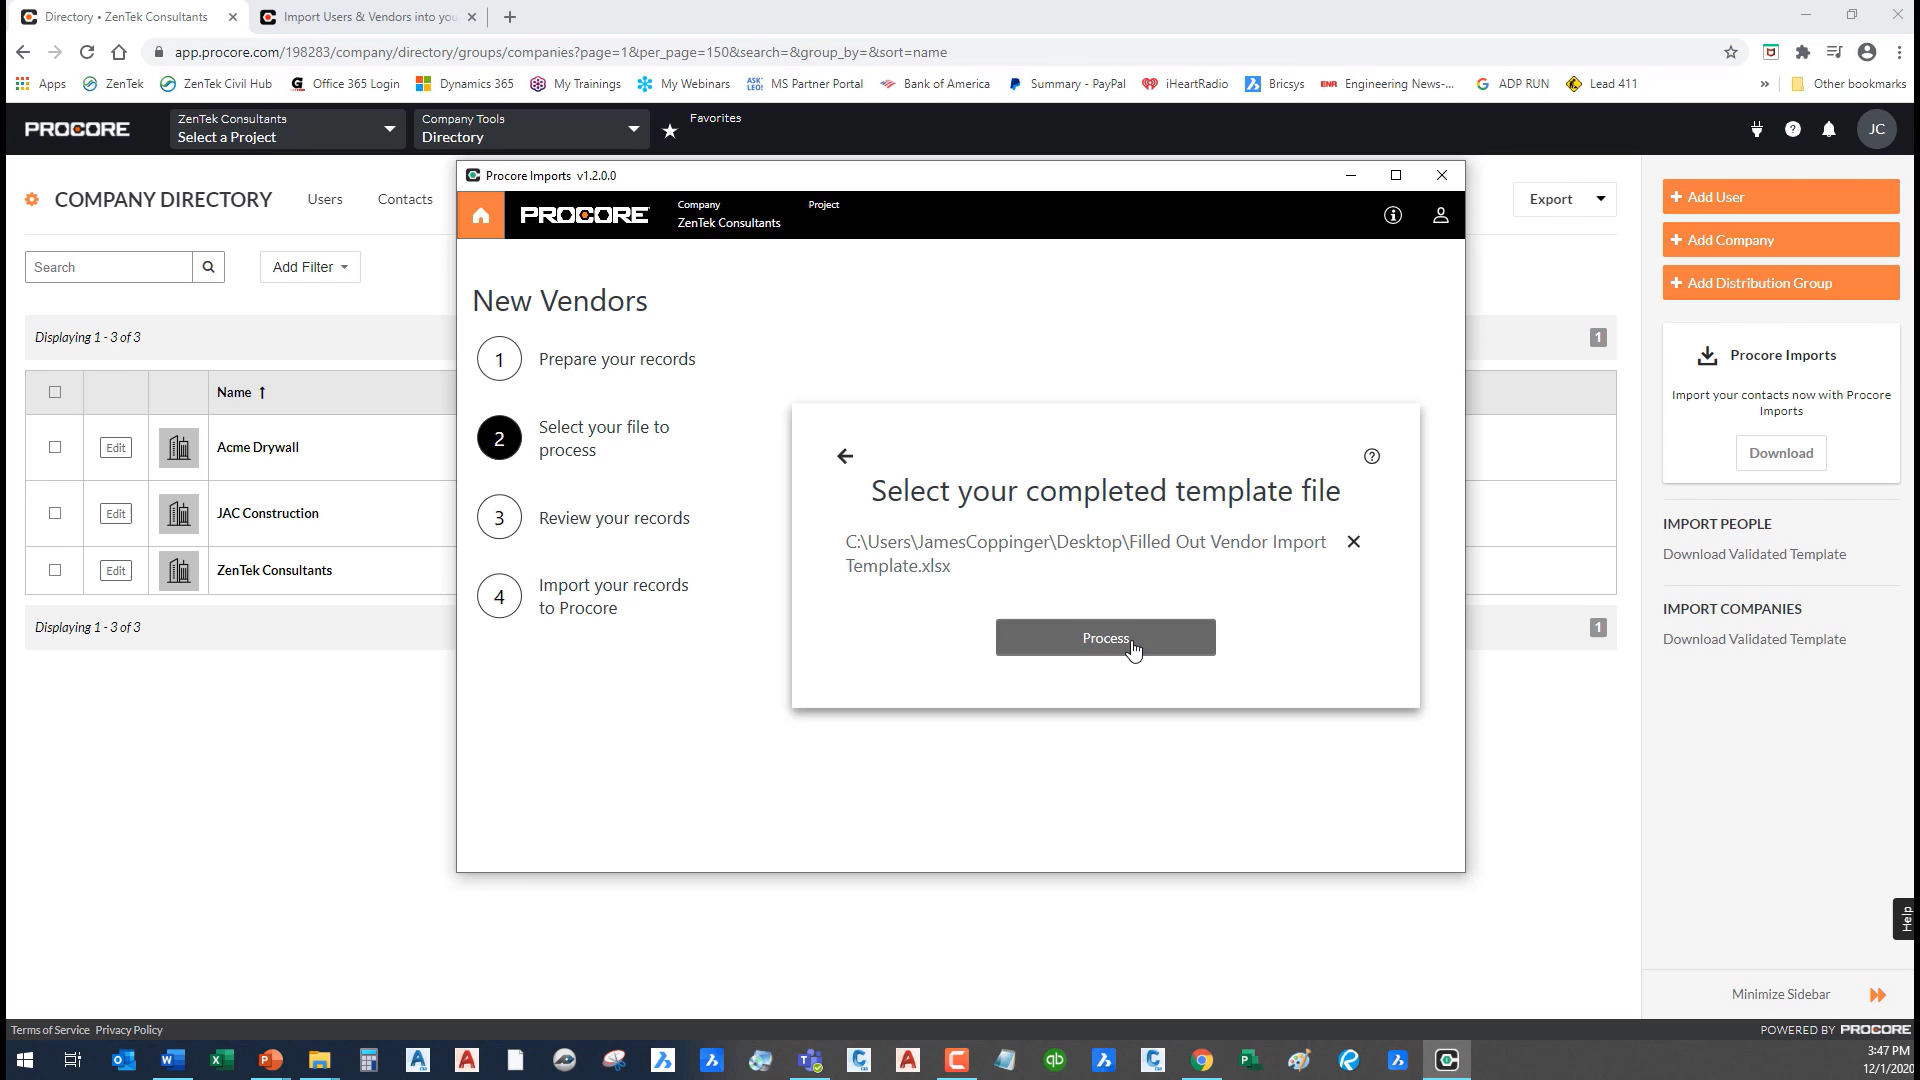 Directory • ZenTek Consultants
Import Users & Vendors into you
app.procore.com/198283/company/directory/groups/companies?page=1&per_page=150&search=&group_by=&sort=name
Apps ZenTek ZenTek Civil Hub Office 365 Login Dynamics 365 My Trainings My Webinars ASK LEO! MS Partner Portal Bank of America Summary - PayPal iHeartRadio Bricsys ENR Engineering News-... ADP RUN Lead 411 » Other bookmarks
PROCORE
ZenTek Consultants
Select a Project
Company Tools
Directory
Favorites
JC
COMPANY DIRECTORY
Users
Contacts
Export
Search
Add Filter
Displaying 1 - 3 of 3
1
Name ↑
Edit
Acme Drywall
Edit
JAC Construction
Edit
ZenTek Consultants
Displaying 1 - 3 of 3
1
Procore Imports v1.2.0.0
PROCORE
Company
ZenTek Consultants
Project
New Vendors
1
Prepare your records
2
Select your file to
process
3
Review your records
4
Import your records
to Procore
Select your completed template file
C:\Users\JamesCoppinger\Desktop\Filled Out Vendor Import
Template.xlsx
Process
+ Add User
+ Add Company
+ Add Distribution Group
Procore Imports
Import your contacts now with Procore
Imports
Download
IMPORT PEOPLE
Download Validated Template
IMPORT COMPANIES
Download Validated Template
Help
Minimize Sidebar
Terms of Service Privacy Policy
POWERED BY PROCORE
3:47 PM
12/1/2020